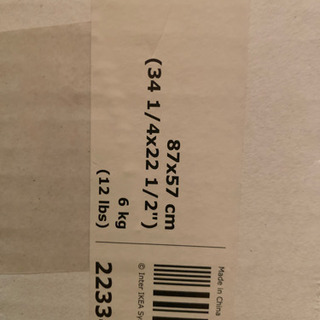 Made in China
87x57 cm
(34 1/4x22 1/2")
6 kg
(12 lbs)
2233
© Inter IKEA Sy